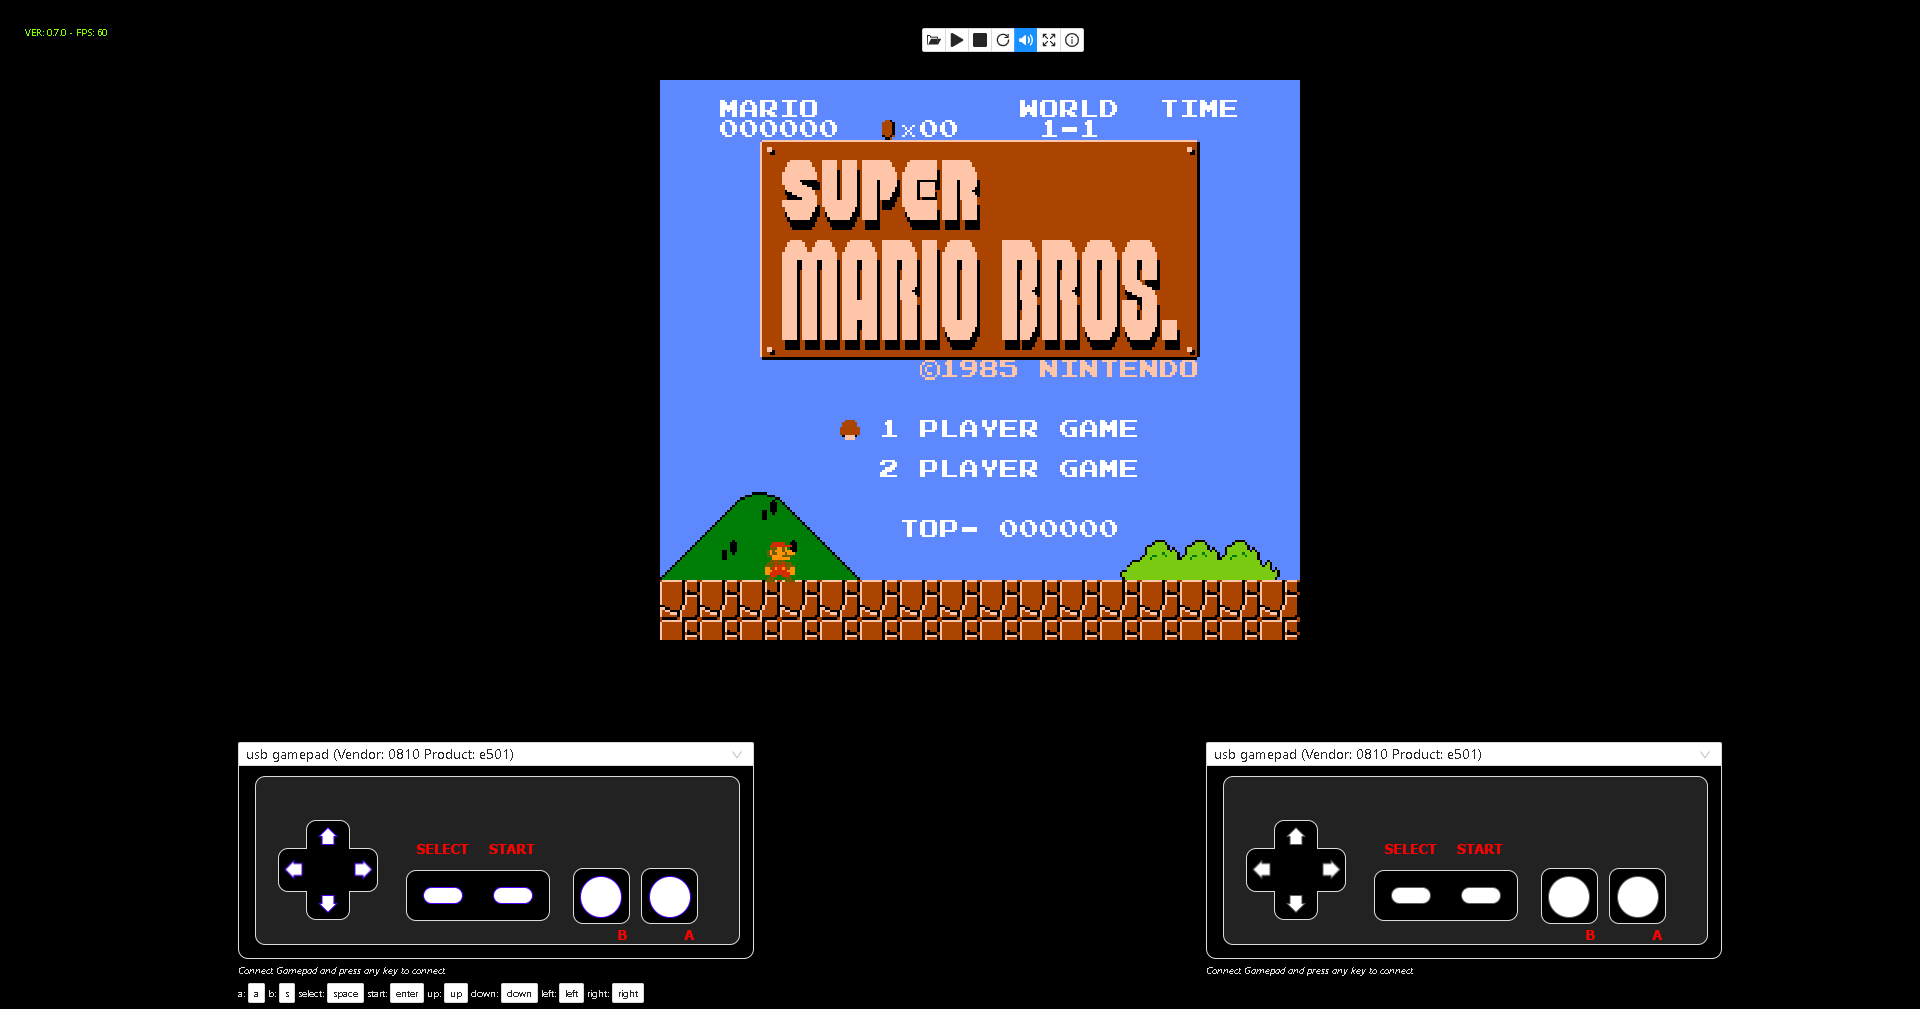 VER: 0.7.0 - FPS: 60
MARIO WORLD TIME
000000 x00 1-1
SUPER
MARIO BROS.
©1985 NINTENDO
1 PLAYER GAME
2 PLAYER GAME
TOP- 000000
usb gamepad (Vendor: 0810 Product: e501)
SELECT START
B A
Connect Gamepad and press any key to connect
a: a b: s select: space start: enter up: up down: down left: left right: right
usb gamepad (Vendor: 0810 Product: e501)
SELECT START
B A
Connect Gamepad and press any key to connect